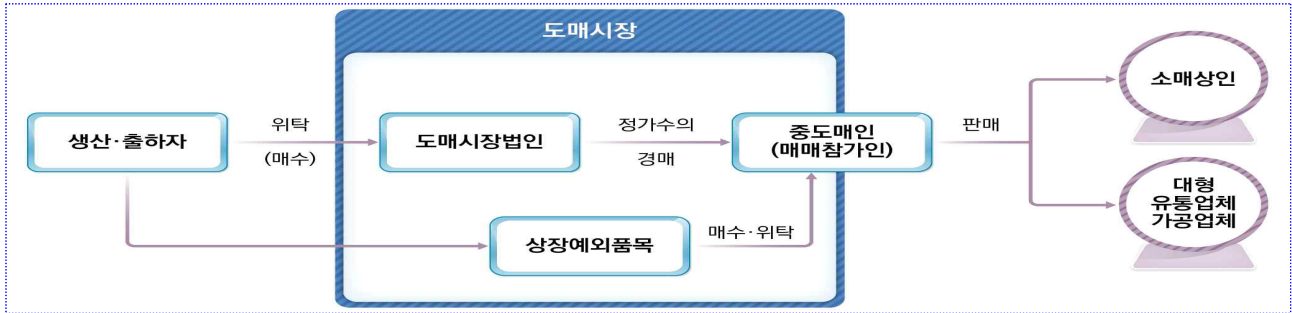 도매시장
생산·출하자
위탁
(매수)
도매시장법인
정가수의
경매
중도매인
(매매참가인)
판매
소매상인
대형
유통업체
가공업체
상장예외품목
매수·위탁